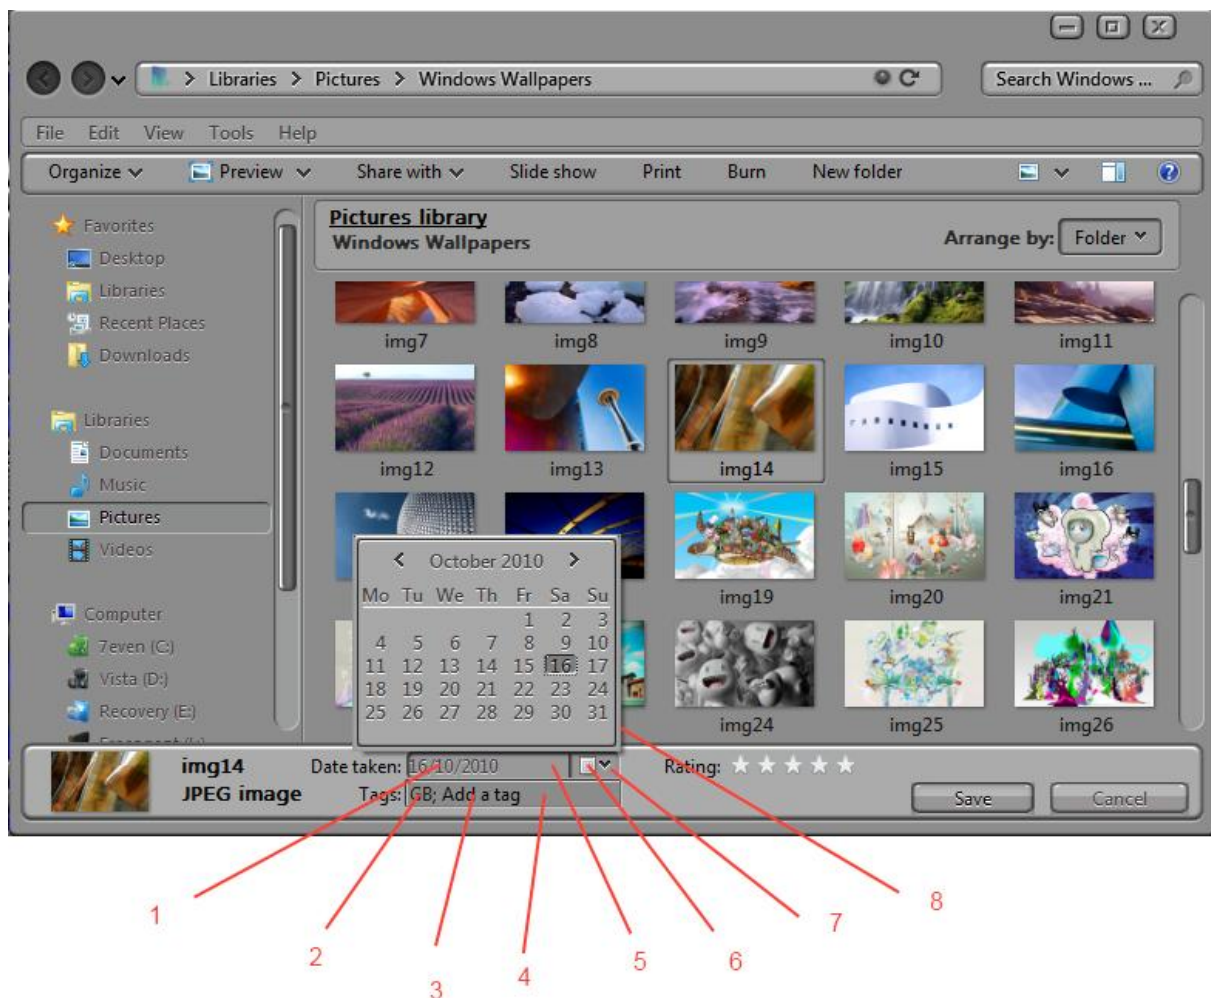 Libraries > Pictures > Windows Wallpapers
Search Windows ...
File Edit View Tools Help
Organize Preview Share with Slide show Print Burn New folder
Favorites
Desktop
Libraries
Recent Places
Downloads
Libraries
Documents
Music
Pictures
Videos
Computer
7even (C:)
Vista (D:)
Recovery (E:)
Pictures library
Windows Wallpapers
Arrange by: Folder
img7 img8 img9 img10 img11
img12 img13 img14 img15 img16
img19 img20 img21
img24 img25 img26
October 2010
Mo Tu We Th Fr Sa Su
1 2 3
4 5 6 7 8 9 10
11 12 13 14 15 16 17
18 19 20 21 22 23 24
25 26 27 28 29 30 31
img14 Date taken: 16/10/2010 Rating:
JPEG image Tags: GB; Add a tag
Save Cancel
1 2 3 4 5 6 7 8